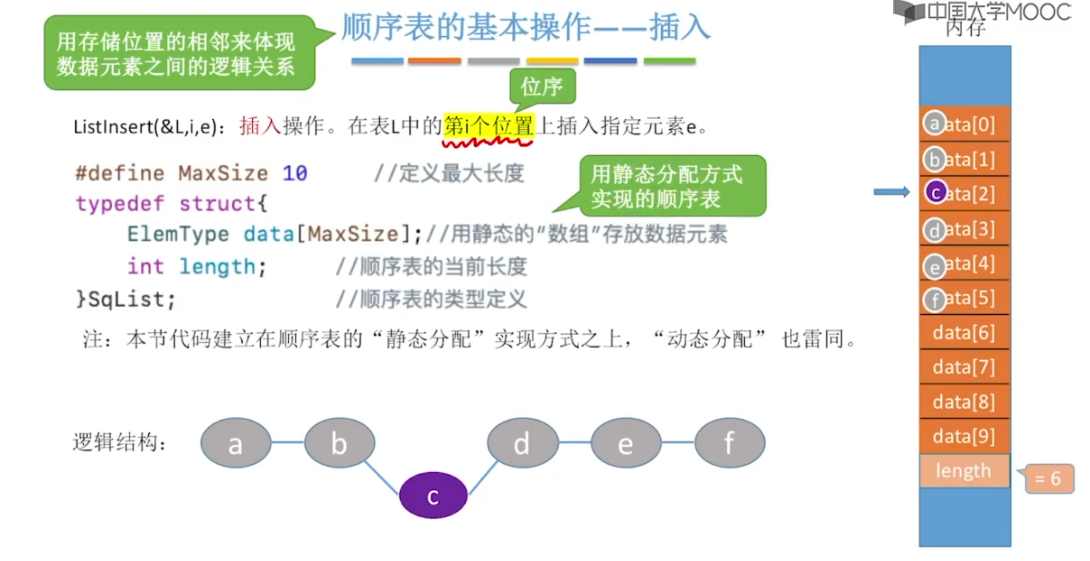 中国大学MOOC
顺序表的基本操作——插入
用存储位置的相邻来体现
数据元素之间的逻辑关系
位序
ListInsert(&L,i,e)：插入操作。在表L中的第i个位置上插入指定元素e。
#define MaxSize 10 //定义最大长度
typedef struct{
ElemType data[MaxSize];//用静态的“数组”存放数据元素
int length; //顺序表的当前长度
}SqList; //顺序表的类型定义
用静态分配方式
实现的顺序表
注：本节代码建立在顺序表的“静态分配”实现方式之上，“动态分配” 也雷同。
逻辑结构：
a b c d e f
内存
a ata[0]
b ata[1]
c ata[2]
d ata[3]
e ata[4]
f ata[5]
data[6]
data[7]
data[8]
data[9]
length
= 6